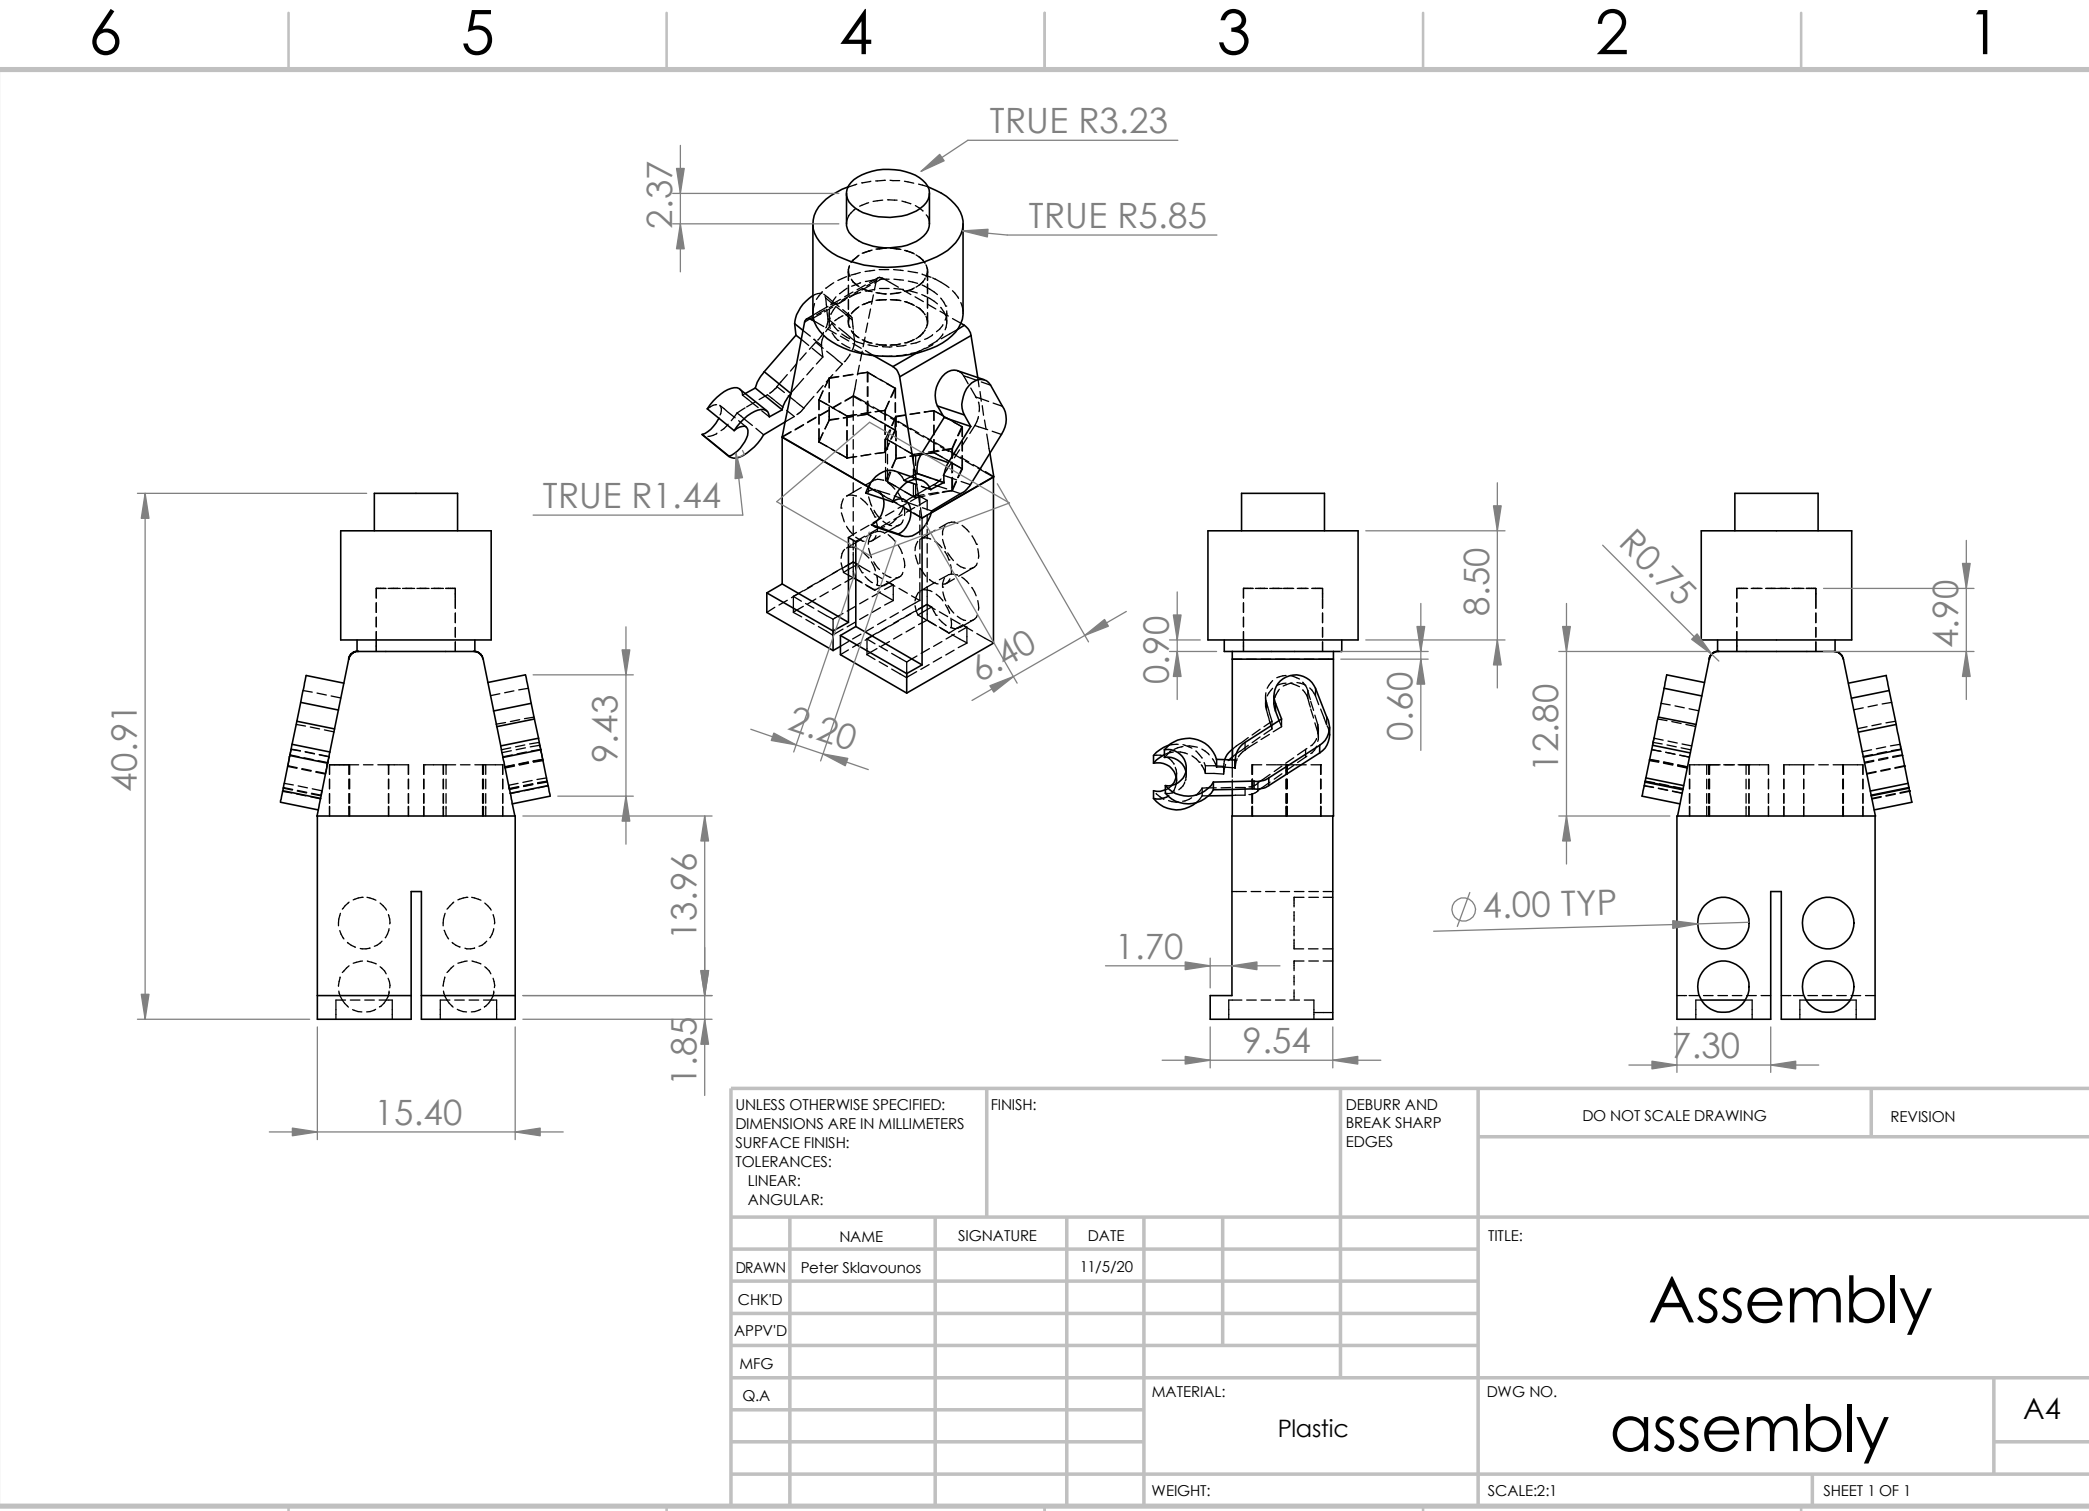 6 5 4 3 2 1
TRUE R3.23
2.37
TRUE R5.85
TRUE R1.44
6.40
2.20
40.91
9.43
13.96
1.85
15.40
8.50
0.90
0.60
1.70
9.54
R0.75
4.90
12.80
⌀4.00 TYP
7.30
UNLESS OTHERWISE SPECIFIED:
DIMENSIONS ARE IN MILLIMETERS
SURFACE FINISH:
TOLERANCES:
LINEAR:
ANGULAR:
FINISH:
DEBURR AND
BREAK SHARP
EDGES
DO NOT SCALE DRAWING
REVISION
NAME SIGNATURE DATE
DRAWN Peter Sklavounos 11/5/20
CHK'D
APPV'D
MFG
Q.A
TITLE:
Assembly
MATERIAL:
Plastic
DWG NO.
assembly
A4
WEIGHT:
SCALE:2:1
SHEET 1 OF 1